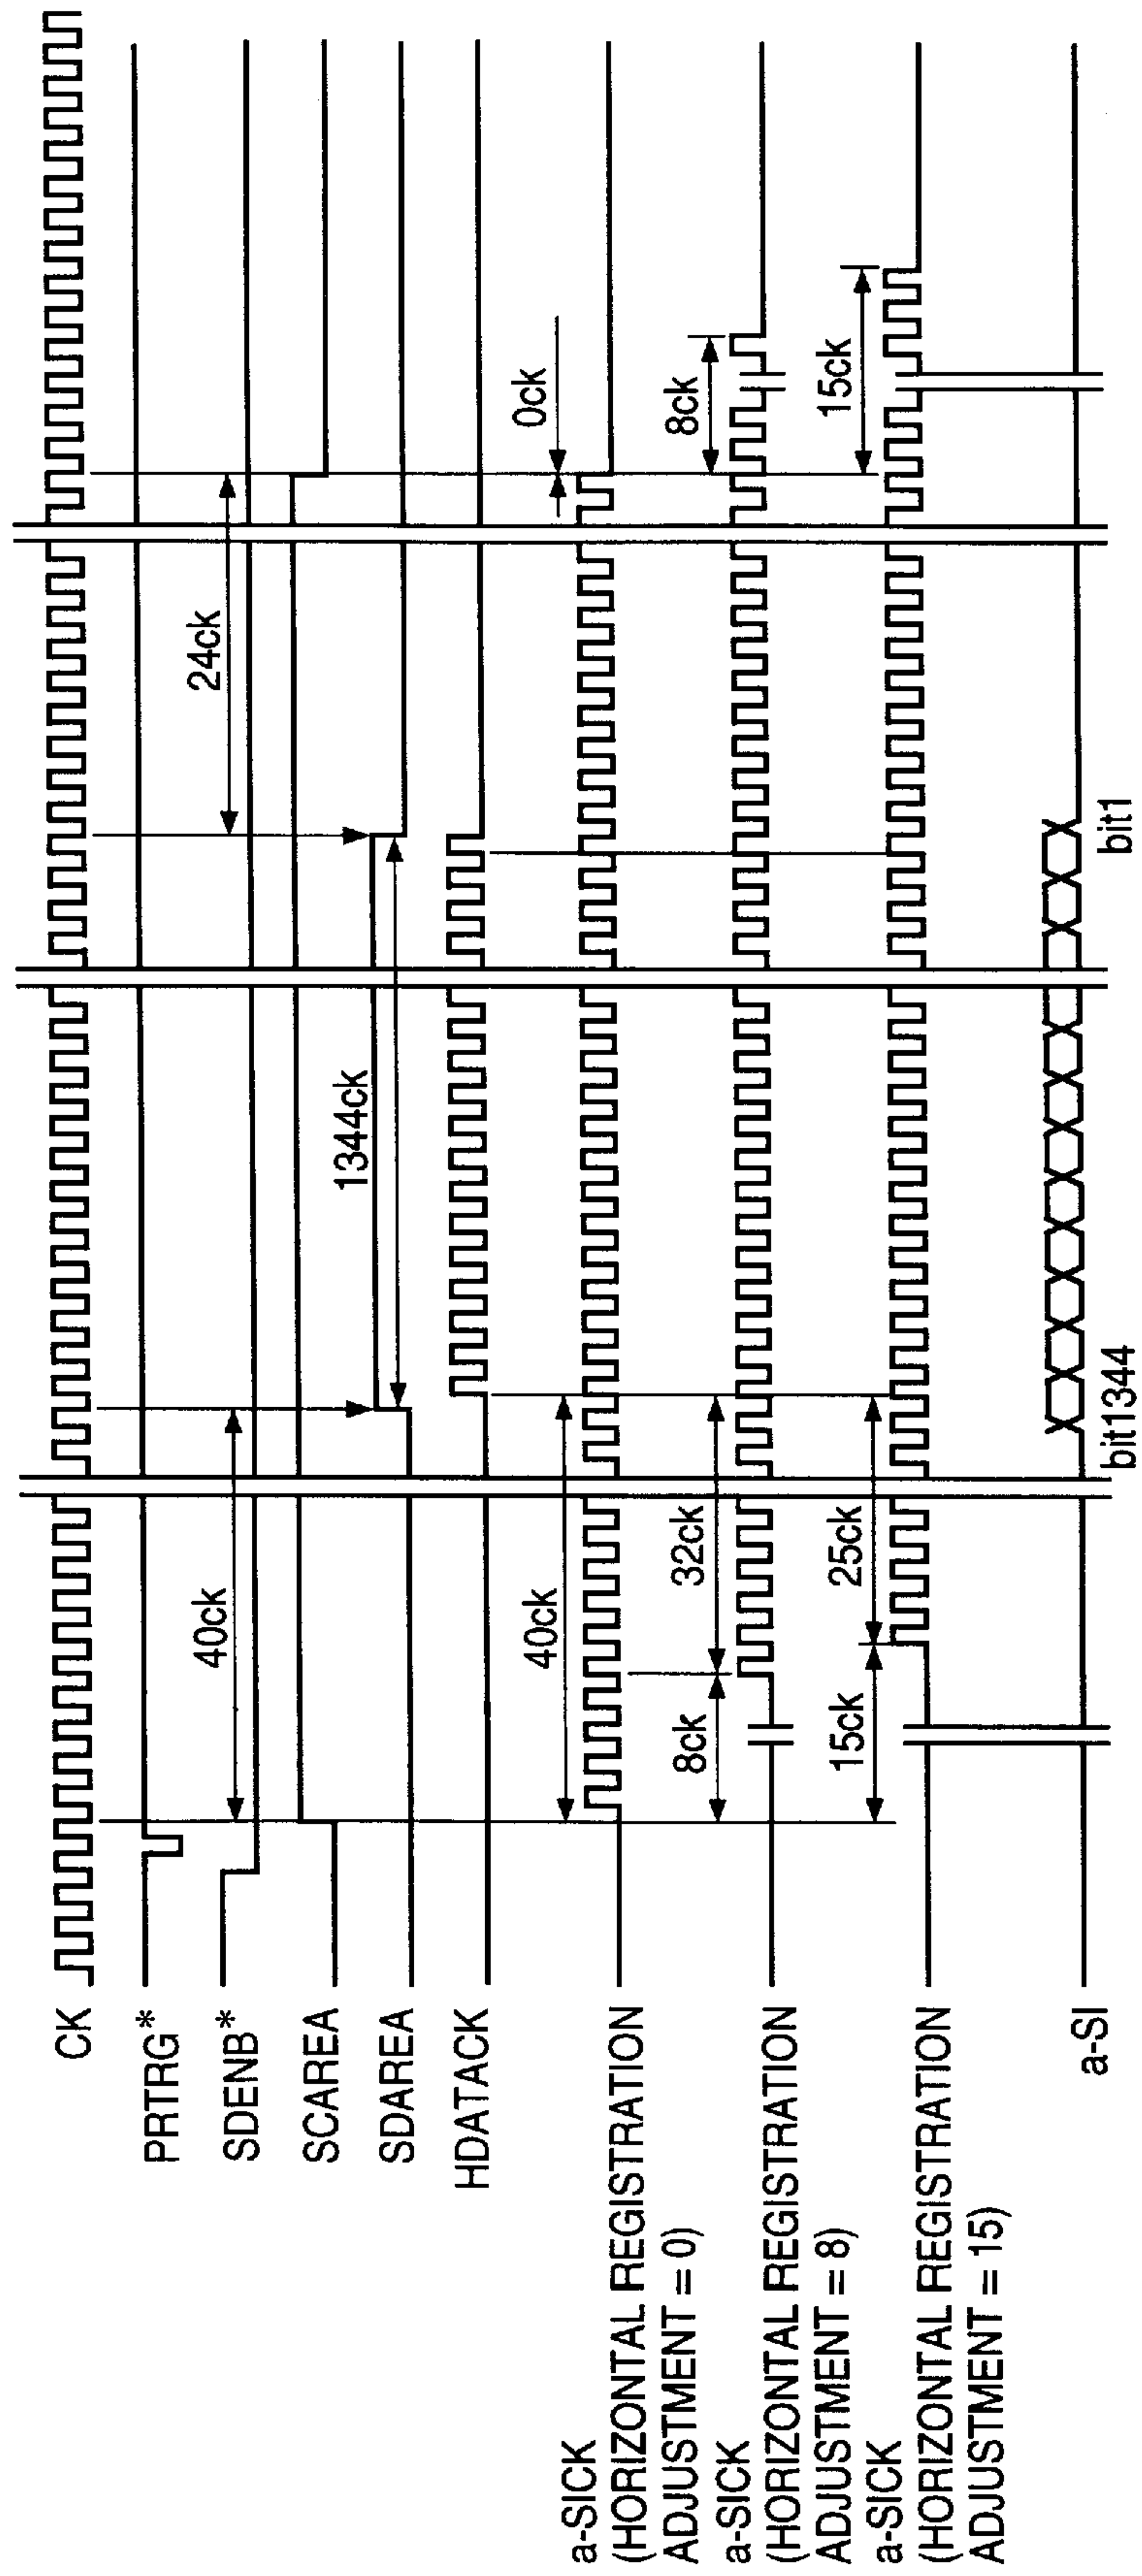 CK
PRTRG*
SDENB*
SCAREA
SDAREA
HDATACK
a-SICK
(HORIZONTAL REGISTRATION
ADJUSTMENT = 0)
a-SICK
(HORIZONTAL REGISTRATION
ADJUSTMENT = 8)
a-SICK
(HORIZONTAL REGISTRATION
ADJUSTMENT = 15)
a-SI
40ck
24ck
1344ck
40ck
0ck
8ck
32ck
8ck
15ck
25ck
15ck
bit1344
bit1